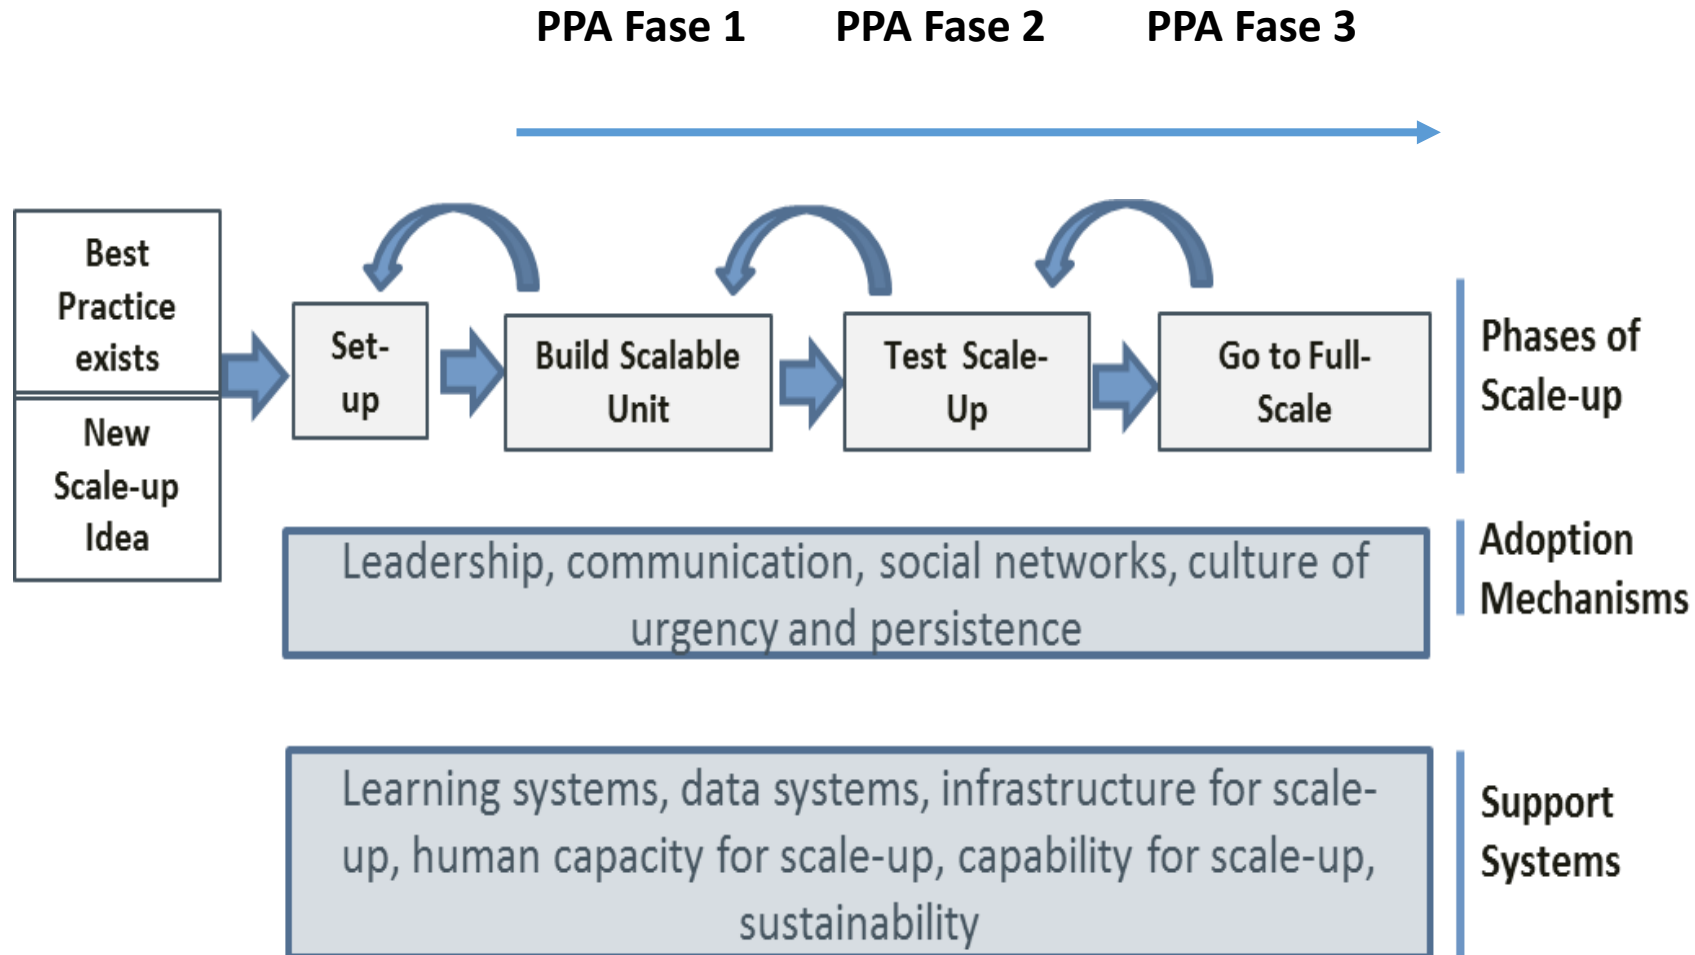 PPA Fase 1
PPA Fase 2
PPA Fase 3
Best
Practice
exists
New
Scale-up
Idea
Set-
up
Build Scalable
Unit
Test Scale-
Up
Go to Full-
Scale
Phases of
Scale-up
Leadership, communication, social networks, culture of
urgency and persistence
Adoption
Mechanisms
Learning systems, data systems, infrastructure for scale-
up, human capacity for scale-up, capability for scale-up,
sustainability
Support
Systems